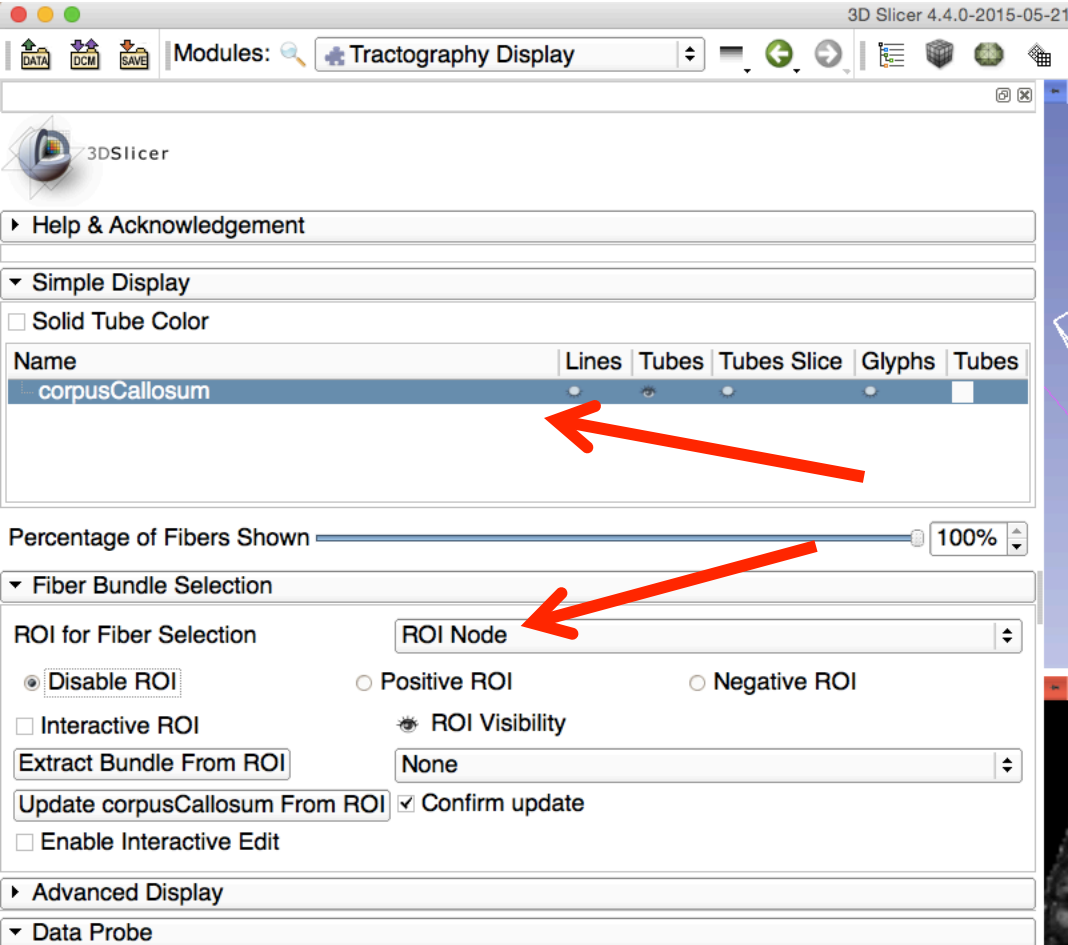 3D Slicer 4.4.0-2015-05-21
DATA DCM SAVE Modules: Tractography Display
3DSlicer
Help & Acknowledgement
Simple Display
Solid Tube Color
Name Lines Tubes Tubes Slice Glyphs Tubes
corpusCallosum
Percentage of Fibers Shown 100%
Fiber Bundle Selection
ROI for Fiber Selection ROI Node
Disable ROI Positive ROI Negative ROI
Interactive ROI ROI Visibility
Extract Bundle From ROI None
Update corpusCallosum From ROI Confirm update
Enable Interactive Edit
Advanced Display
Data Probe